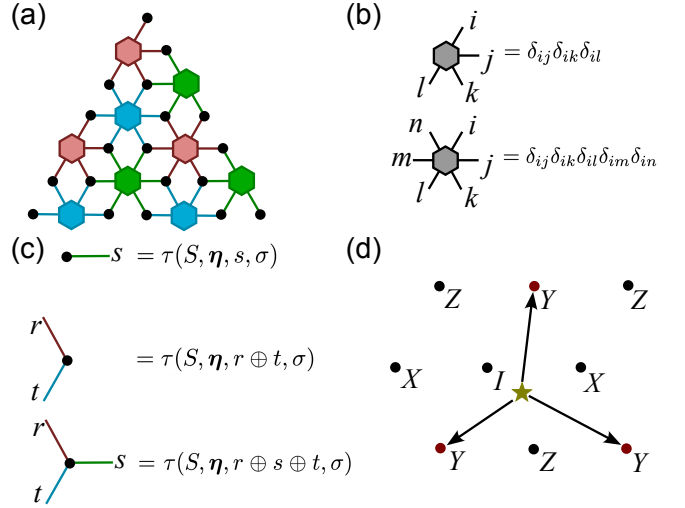 (a)
(b)
i
j = δ_{ij}δ_{ik}δ_{il}
l k
n i
m j = δ_{ij}δ_{ik}δ_{il}δ_{im}δ_{in}
l k
(c)
s = τ(S, η, s, σ)
r
t
= τ(S, η, r ⊕ t, σ)
r
t
s = τ(S, η, r ⊕ s ⊕ t, σ)
(d)
Z Y Z
X I X
Y Z Y